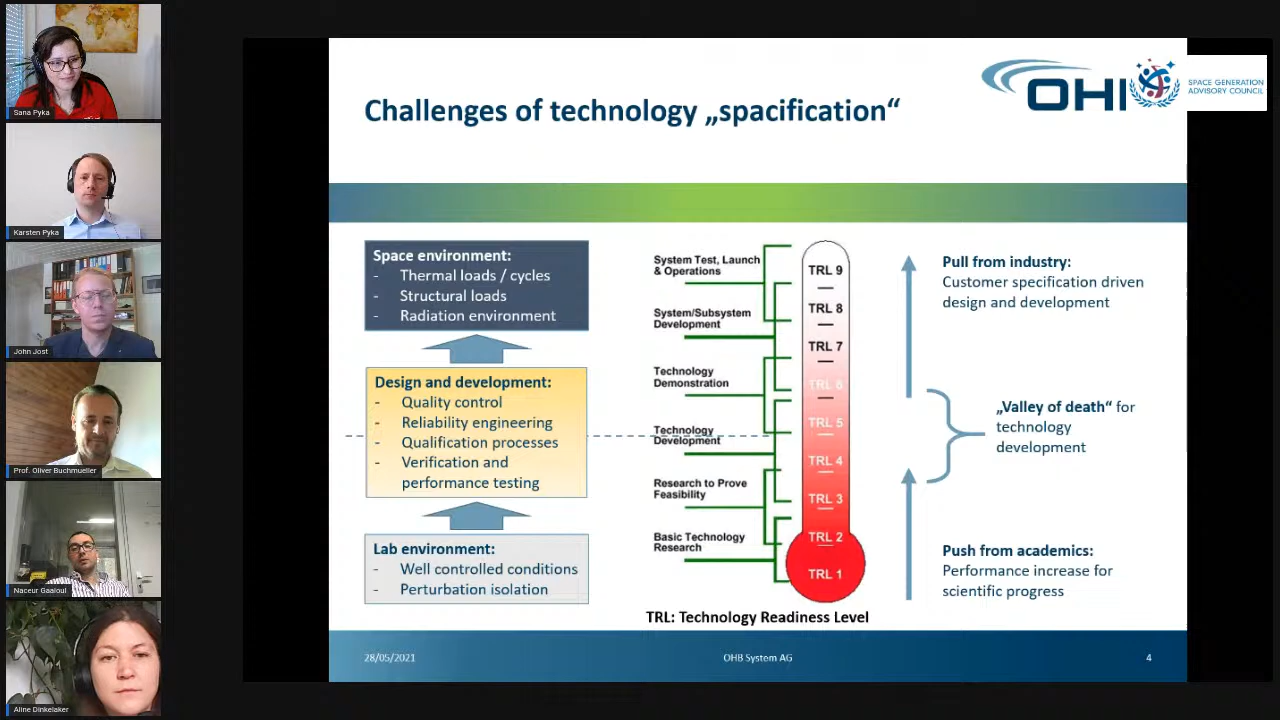 Sana Pyka
Karsten Pyka
John Jost
Prof. Oliver Buchmueller
Naceur Gaaloul
Aline Dinkelaker
Challenges of technology „spacification“
OHI
SPACE GENERATION
ADVISORY COUNCIL
Space environment:
- Thermal loads / cycles
- Structural loads
- Radiation environment
Design and development:
- Quality control
- Reliability engineering
- Qualification processes
- Verification and
performance testing
Lab environment:
- Well controlled conditions
- Perturbation isolation
System Test, Launch
& Operations
System/Subsystem
Development
Technology
Demonstration
Technology
Development
Research to Prove
Feasibility
Basic Technology
Research
TRL 9
TRL 8
TRL 7
TRL 6
TRL 5
TRL 4
TRL 3
TRL 2
TRL 1
TRL: Technology Readiness Level
Pull from industry:
Customer specification driven
design and development
„Valley of death“ for
technology
development
Push from academics:
Performance increase for
scientific progress
28/05/2021
OHB System AG
4